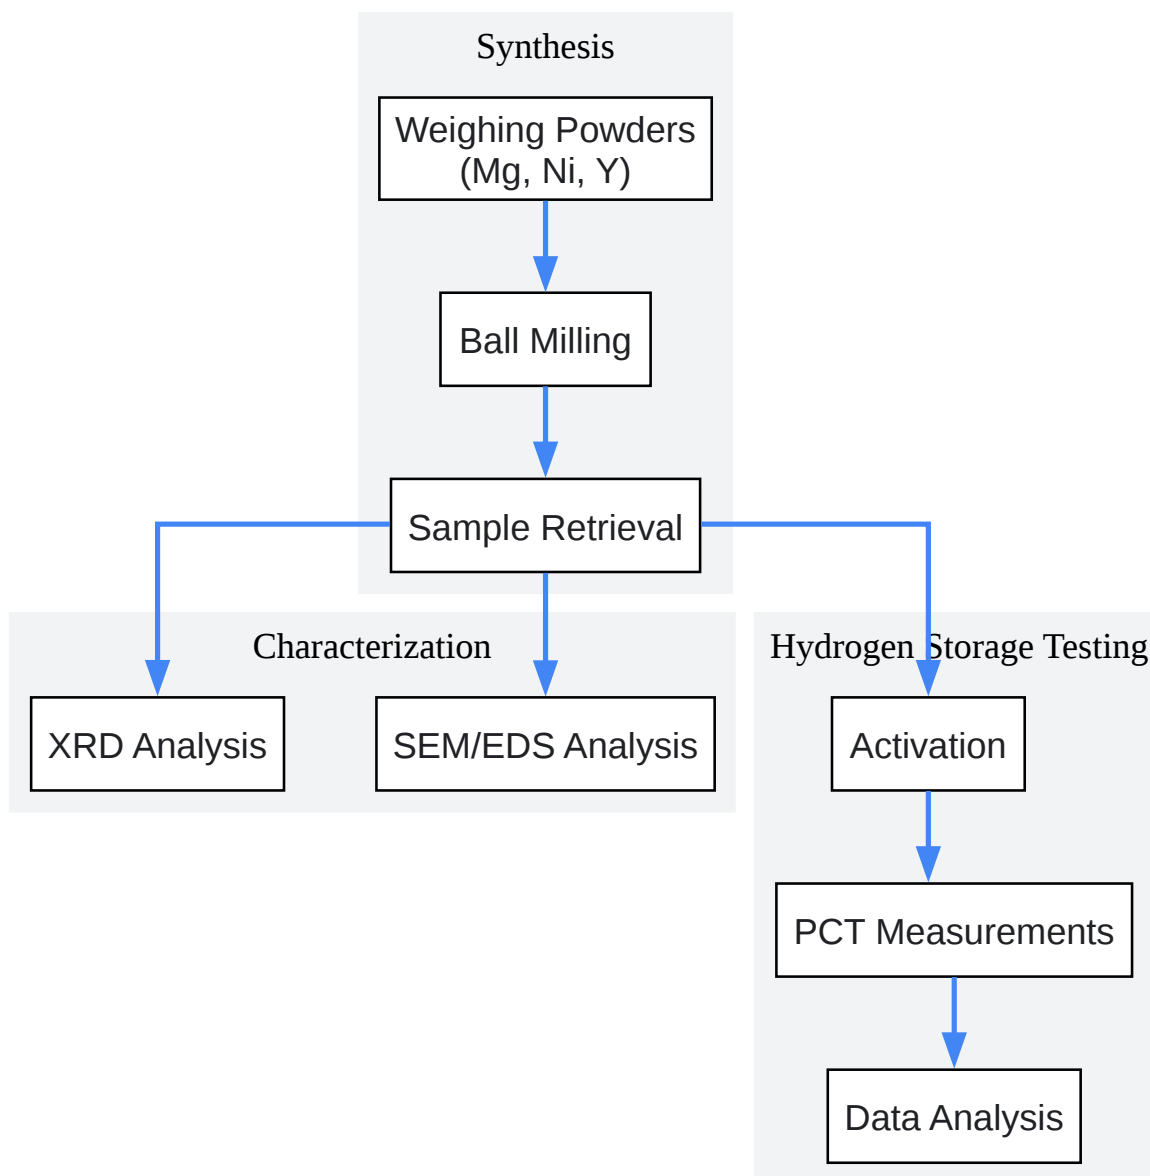 Synthesis
Weighing Powders
(Mg, Ni, Y)
Ball Milling
Sample Retrieval
Characterization
Hydrogen Storage Testing
XRD Analysis
SEM/EDS Analysis
Activation
PCT Measurements
Data Analysis